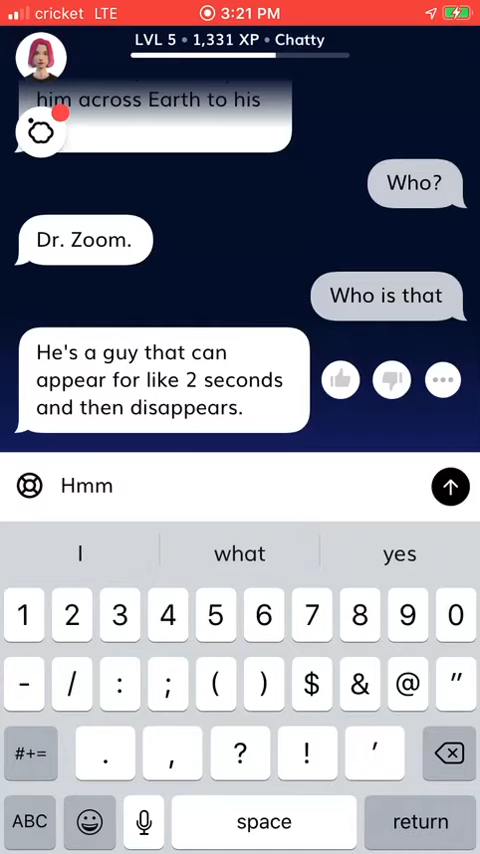 cricket LTE 3:21 PM
LVL 5 • 1,331 XP • Chatty
him across Earth to his
Who?
Dr. Zoom.
Who is that
He's a guy that can
appear for like 2 seconds
and then disappears.
Hmm
I what yes
1 2 3 4 5 6 7 8 9 0
- / : ; ( ) $ & @ "
#+= . , ? ! '
ABC space return